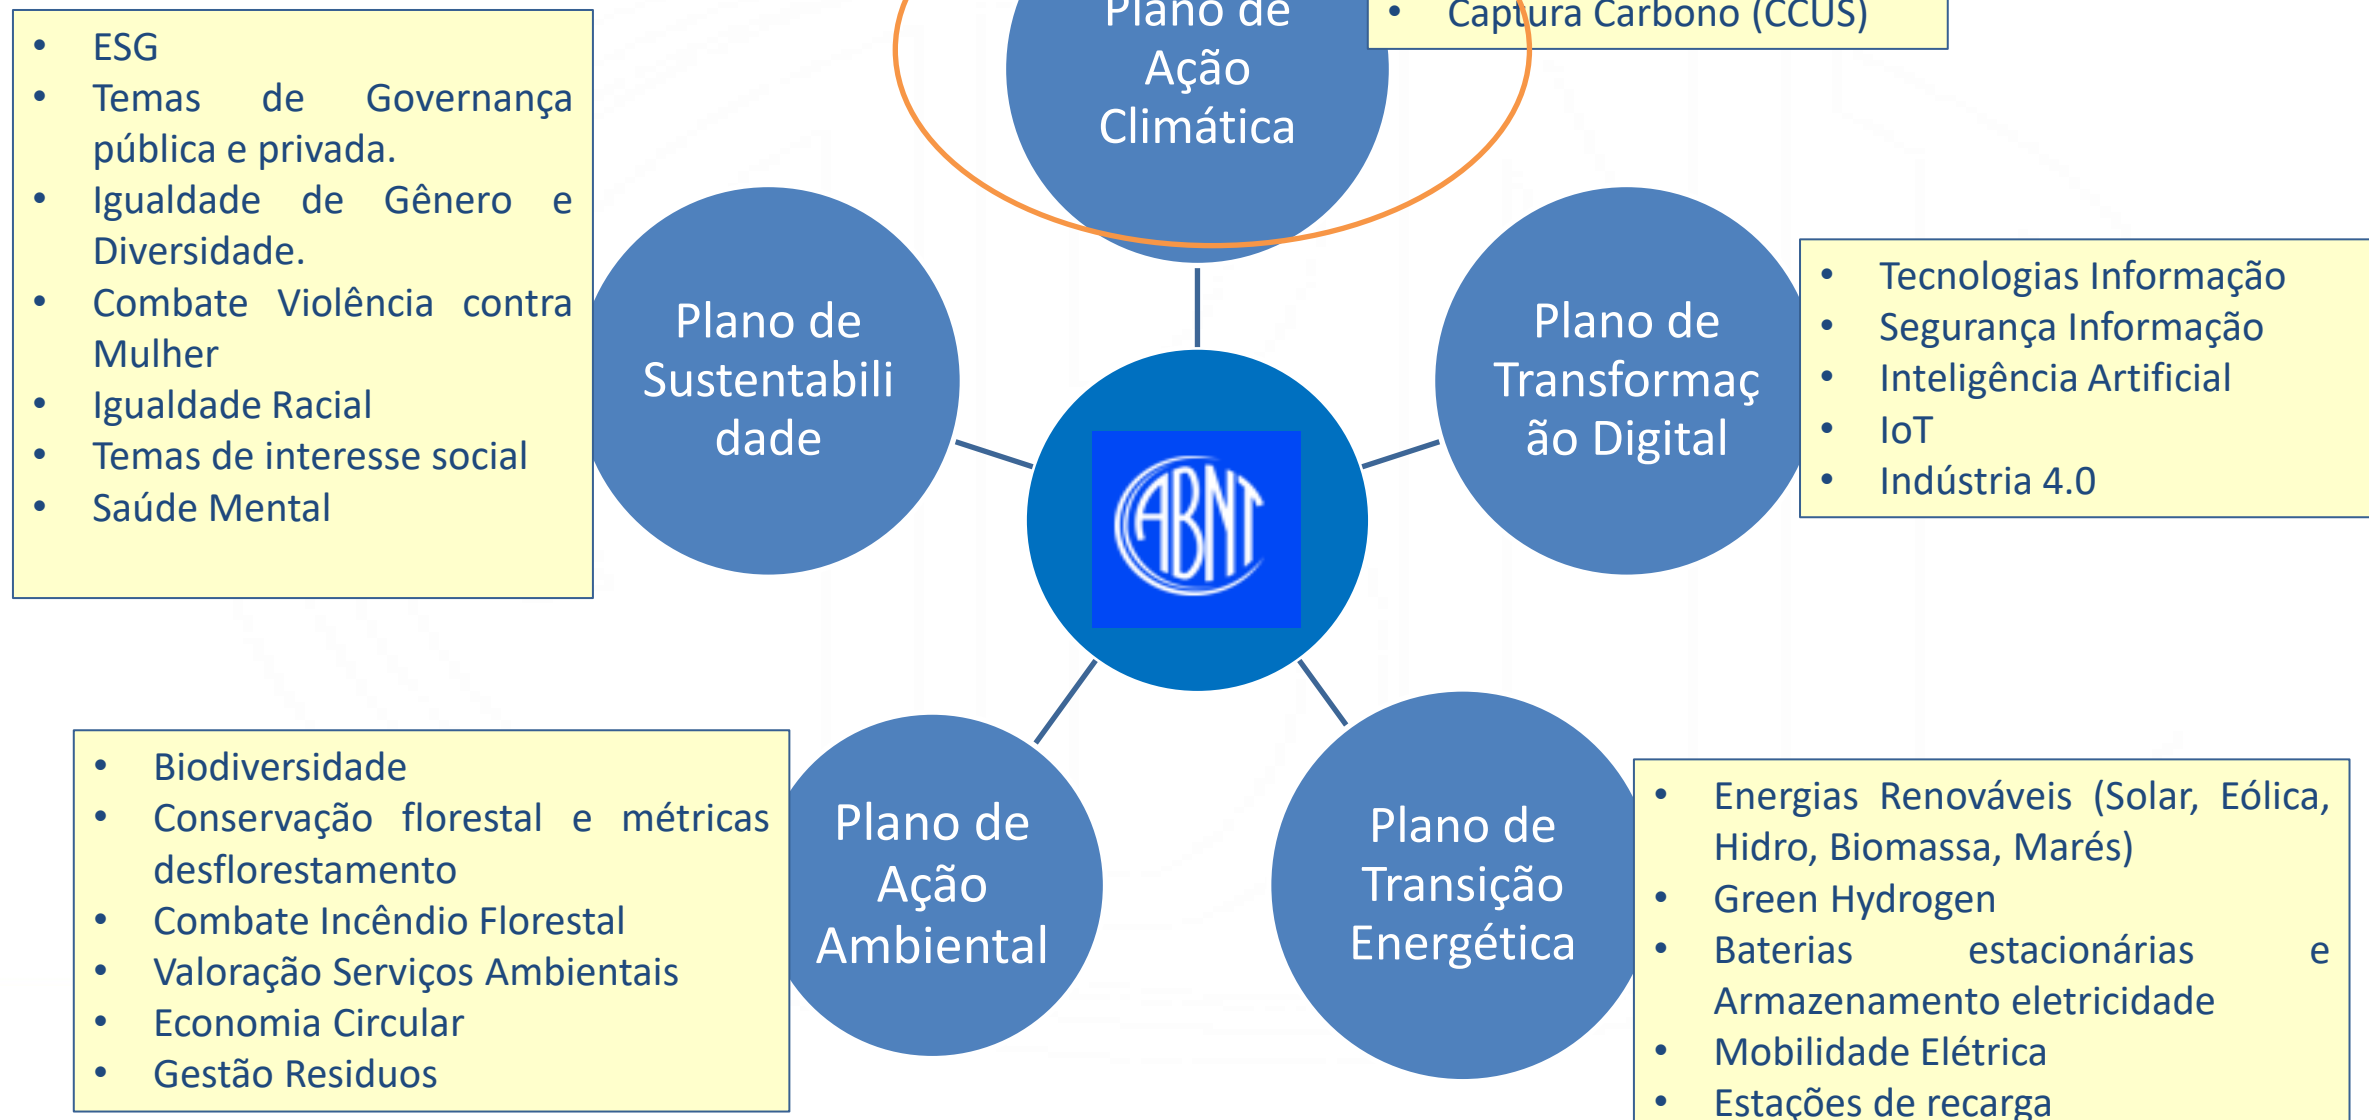 Plano de
Ação
Climática
• Captura Carbono (CCUS)
• ESG
• Temas de Governança
pública e privada.
• Igualdade de Gênero e
Diversidade.
• Combate Violência contra
Mulher
• Igualdade Racial
• Temas de interesse social
• Saúde Mental
Plano de
Sustentabili
dade
Plano de
Transformaç
ão Digital
• Tecnologias Informação
• Segurança Informação
• Inteligência Artificial
• IoT
• Indústria 4.0
ABNT
• Biodiversidade
• Conservação florestal e métricas
desflorestamento
• Combate Incêndio Florestal
• Valoração Serviços Ambientais
• Economia Circular
• Gestão Residuos
Plano de
Ação
Ambiental
Plano de
Transição
Energética
• Energias Renováveis (Solar, Eólica,
Hidro, Biomassa, Marés)
• Green Hydrogen
• Baterias estacionárias e
Armazenamento eletricidade
• Mobilidade Elétrica
• Estações de recarga